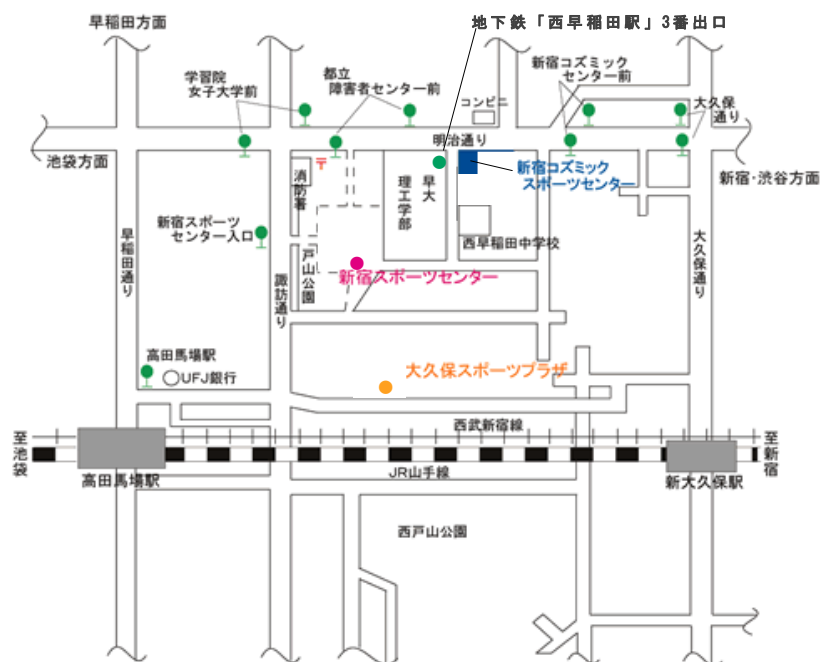 早稲田方面
地下鉄「西早稲田駅」3番出口
学習院
女子大学前
都立
障害者センター前
コンビニ
新宿コズミック
センター前
大久保
通り
池袋方面
明治通り
新宿・渋谷方面
〒
消防署
早大
理工学部
新宿コズミック
スポーツセンター
西早稲田中学校
新宿スポーツ
センター入口
早稲田通り
諏訪通り
戸山公園
大久保通り
新宿スポーツセンター
高田馬場駅
UFJ銀行
大久保スポーツプラザ
西武新宿線
至池袋
至新宿
高田馬場駅
JR山手線
新大久保駅
西戸山公園